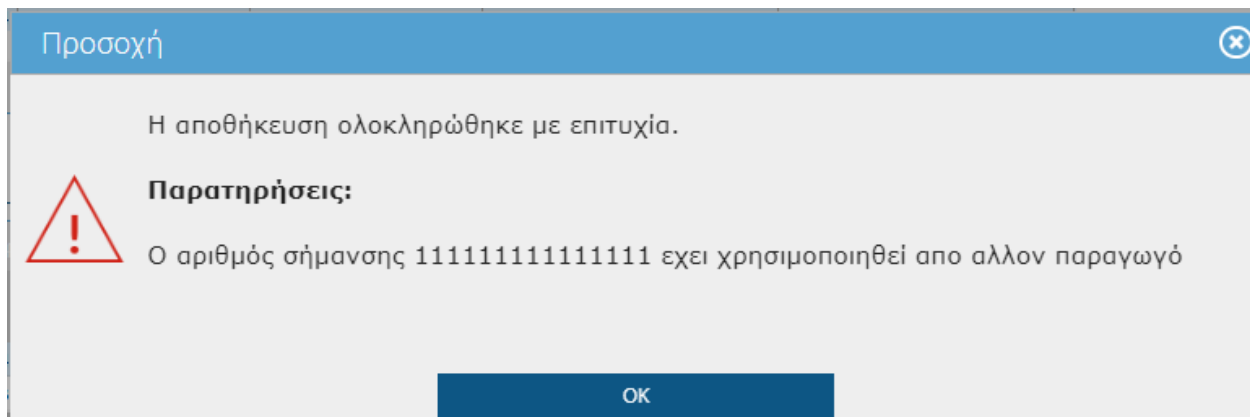 Προσοχή
Η αποθήκευση ολοκληρώθηκε με επιτυχία.
Παρατηρήσεις:
Ο αριθμός σήμανσης 111111111111111 εχει χρησιμοποιηθεί απο αλλον παραγωγό
OK